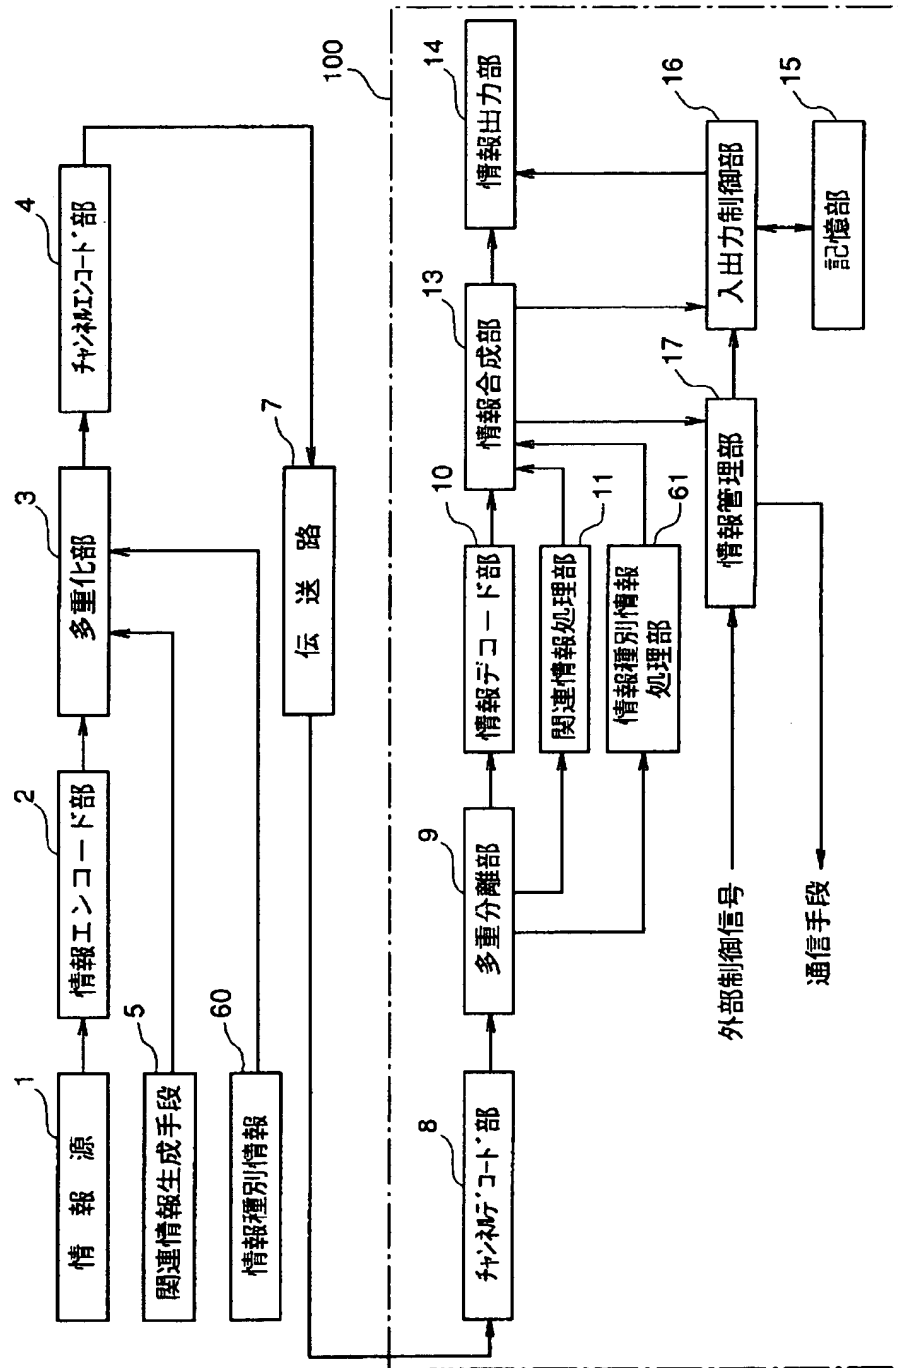 1
情報源
2
情報エンコード部
3
多重化部
4
チャンネルエンコード部
5
関連情報生成手段
60
情報種別情報
7
伝送路
100
8
チャンネルデコード部
9
多重分離部
10
情報デコード部
13
情報合成部
14
情報出力部
11
関連情報処理部
61
情報種別情報
処理部
16
入出力制御部
17
情報管理部
15
記憶部
外部制御信号
通信手段